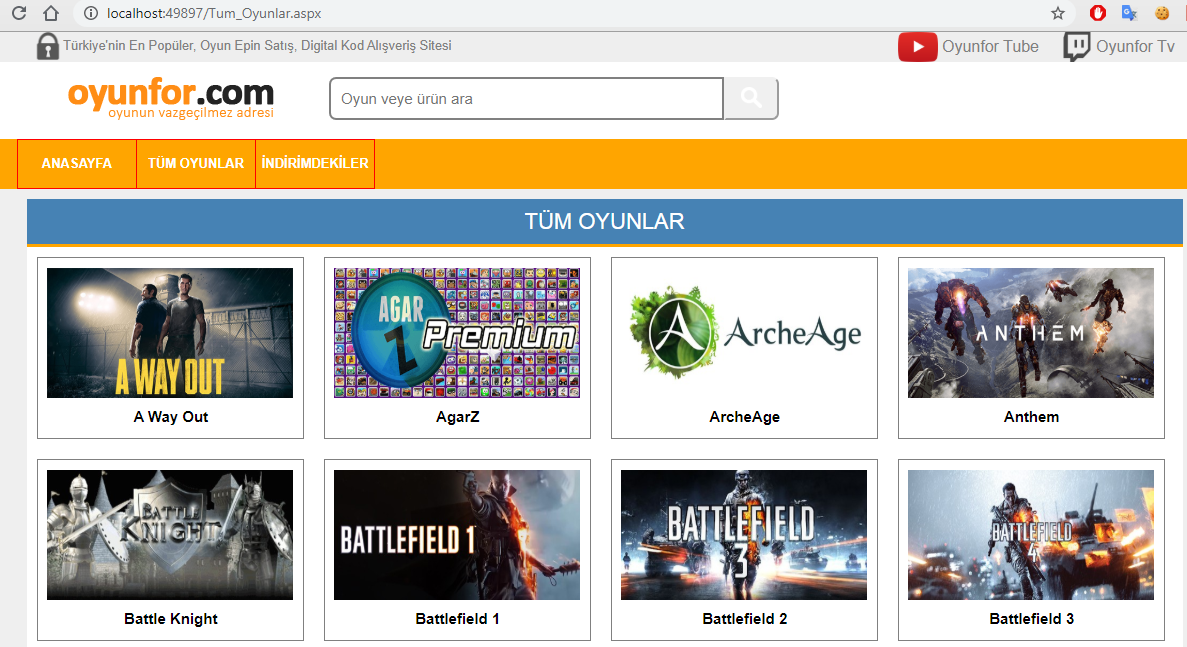 localhost:49897/Tum_Oyunlar.aspx
Türkiye'nin En Popüler, Oyun Epin Satış, Digital Kod Alışveriş Sitesi
Oyunfor Tube
Oyunfor Tv
oyunfor.com
oyunun vazgeçilmez adresi
Oyun veye ürün ara
ANASAYFA
TÜM OYUNLAR
İNDİRİMDEKİLER
TÜM OYUNLAR
A WAY OUT
AGAR Z Premium
ArcheAge
ANTHEM
A Way Out
AgarZ
ArcheAge
Anthem
BATTLE KNIGHT
BATTLEFIELD 1
BATTLEFIELD 3
BATTLEFIELD 4
Battle Knight
Battlefield 1
Battlefield 2
Battlefield 3